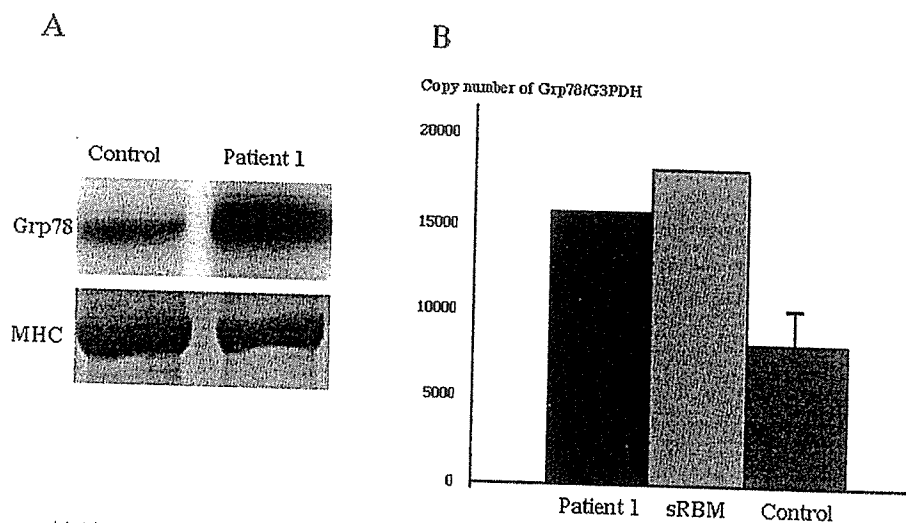 A
B
Copy number of Grp78/G3PDH
Control Patient 1
Grp78
MHC
20000
15000
10000
5000
0
Patient 1 sRBM Control